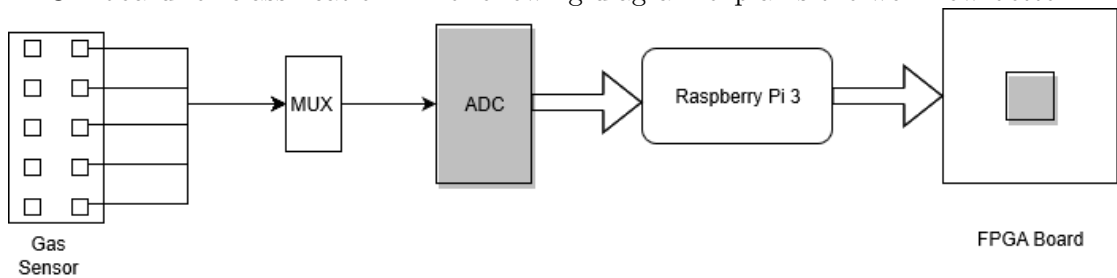 MUX
ADC
Raspberry Pi 3
FPGA Board
Gas
Sensor